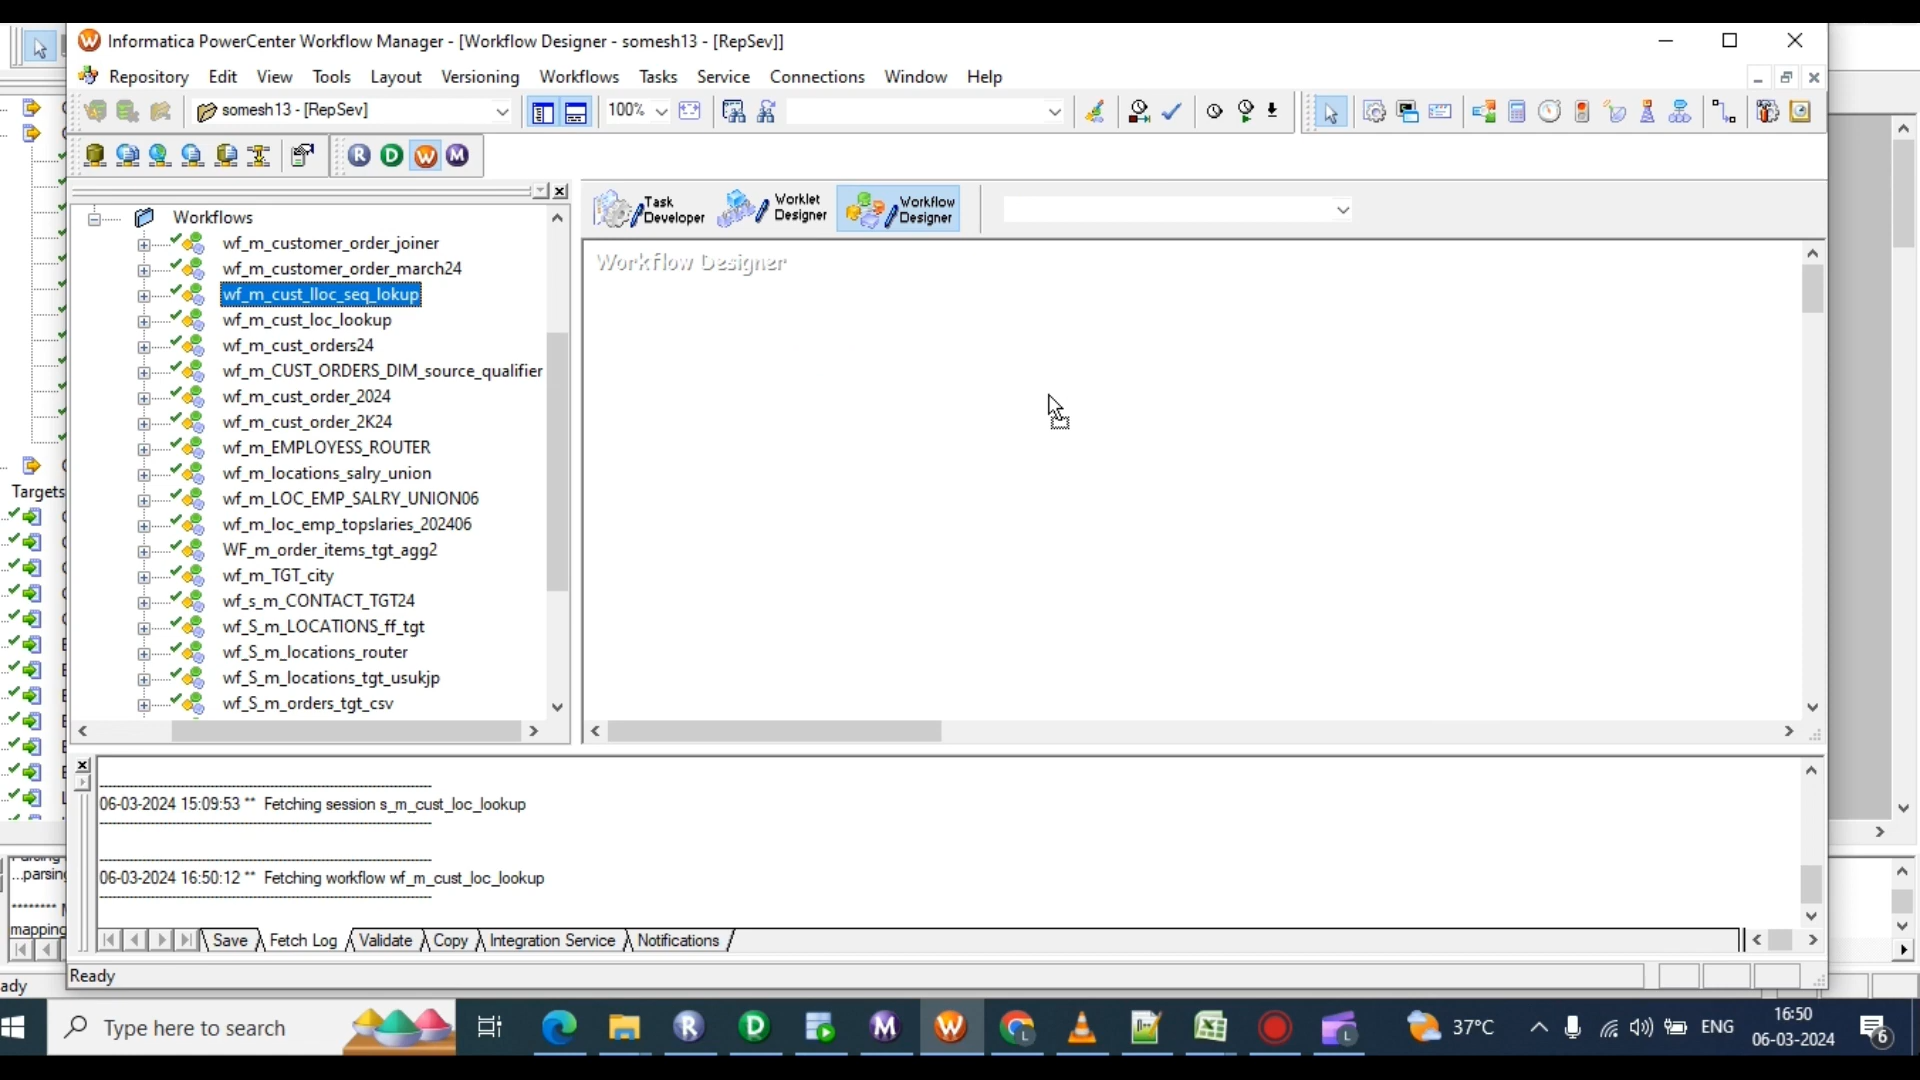 Informatica PowerCenter Workflow Manager - [Workflow Designer - somesh13 - [RepSev]]
Repository Edit View Tools Layout Versioning Workflows Tasks Service Connections Window Help
somesh13 - [RepSev] 100%
R D W M
Task Developer
Worklet Designer
Workflow Designer
Workflow Designer
Workflows
wf_m_customer_order_joiner
wf_m_customer_order_march24
wf_m_cust_lloc_seq_lokup
wf_m_cust_loc_lookup
wf_m_cust_orders24
wf_m_CUST_ORDERS_DIM_source_qualifier
wf_m_cust_order_2024
wf_m_cust_order_2K24
wf_m_EMPLOYESS_ROUTER
wf_m_locations_salry_union
wf_m_LOC_EMP_SALRY_UNION06
wf_m_loc_emp_topslaries_202406
WF_m_order_items_tgt_agg2
wf_m_TGT_city
wf_s_m_CONTACT_TGT24
wf_S_m_LOCATIONS_ff_tgt
wf_S_m_locations_router
wf_S_m_locations_tgt_usukjp
wf_S_m_orders_tgt_csv
Targets
...parsing
********
mapping
ady
06-03-2024 15:09:53 ** Fetching session s_m_cust_loc_lookup
06-03-2024 16:50:12 ** Fetching workflow wf_m_cust_loc_lookup
Save Fetch Log Validate Copy Integration Service Notifications
Ready
Type here to search
R D M W L L
37°C ENG
16:50
06-03-2024
6